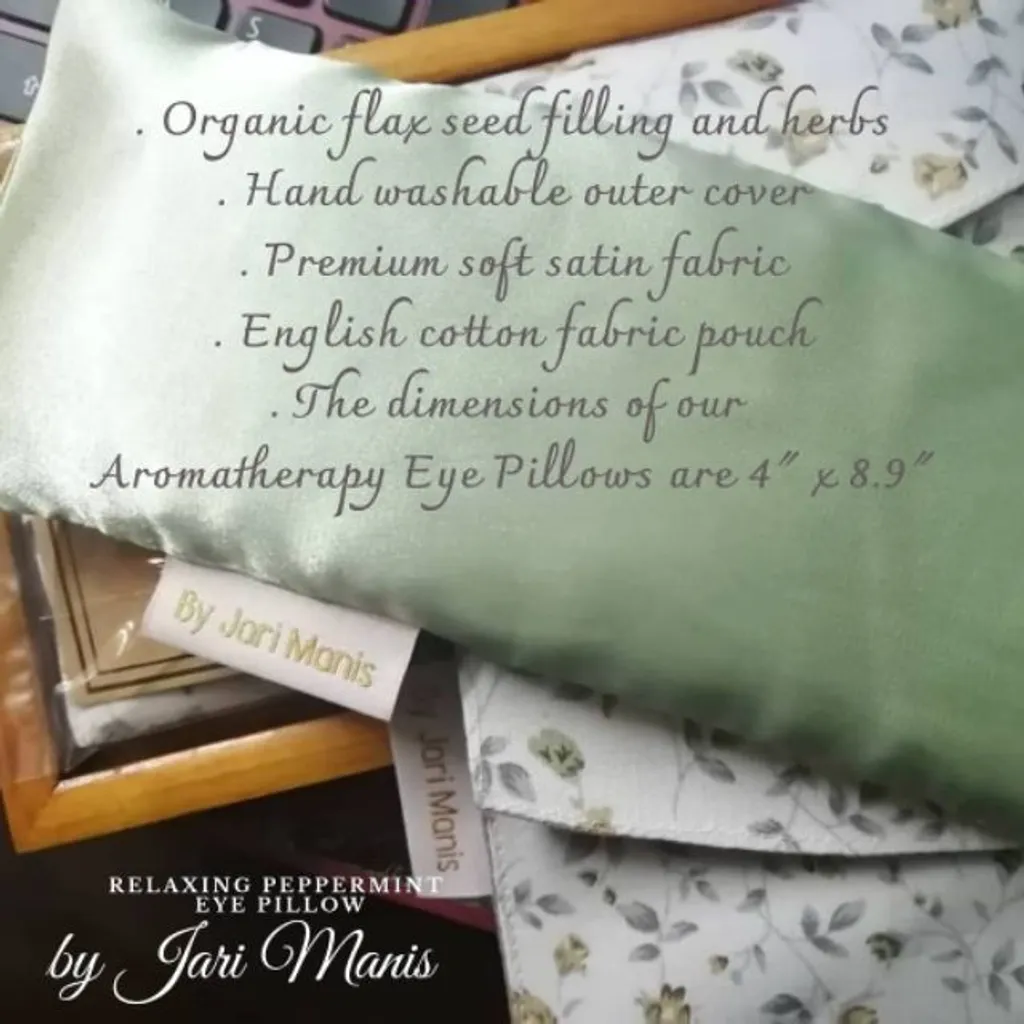 S
. Organic flax seed filling and herbs
. Hand washable outer cover
. Premium soft satin fabric
. English cotton fabric pouch
. The dimensions of our
Aromatherapy Eye Pillows are 4" x 8.9"
By Jari Manis
By Jari Manis
RELAXING PEPPERMINT
EYE PILLOW
by Jari Manis